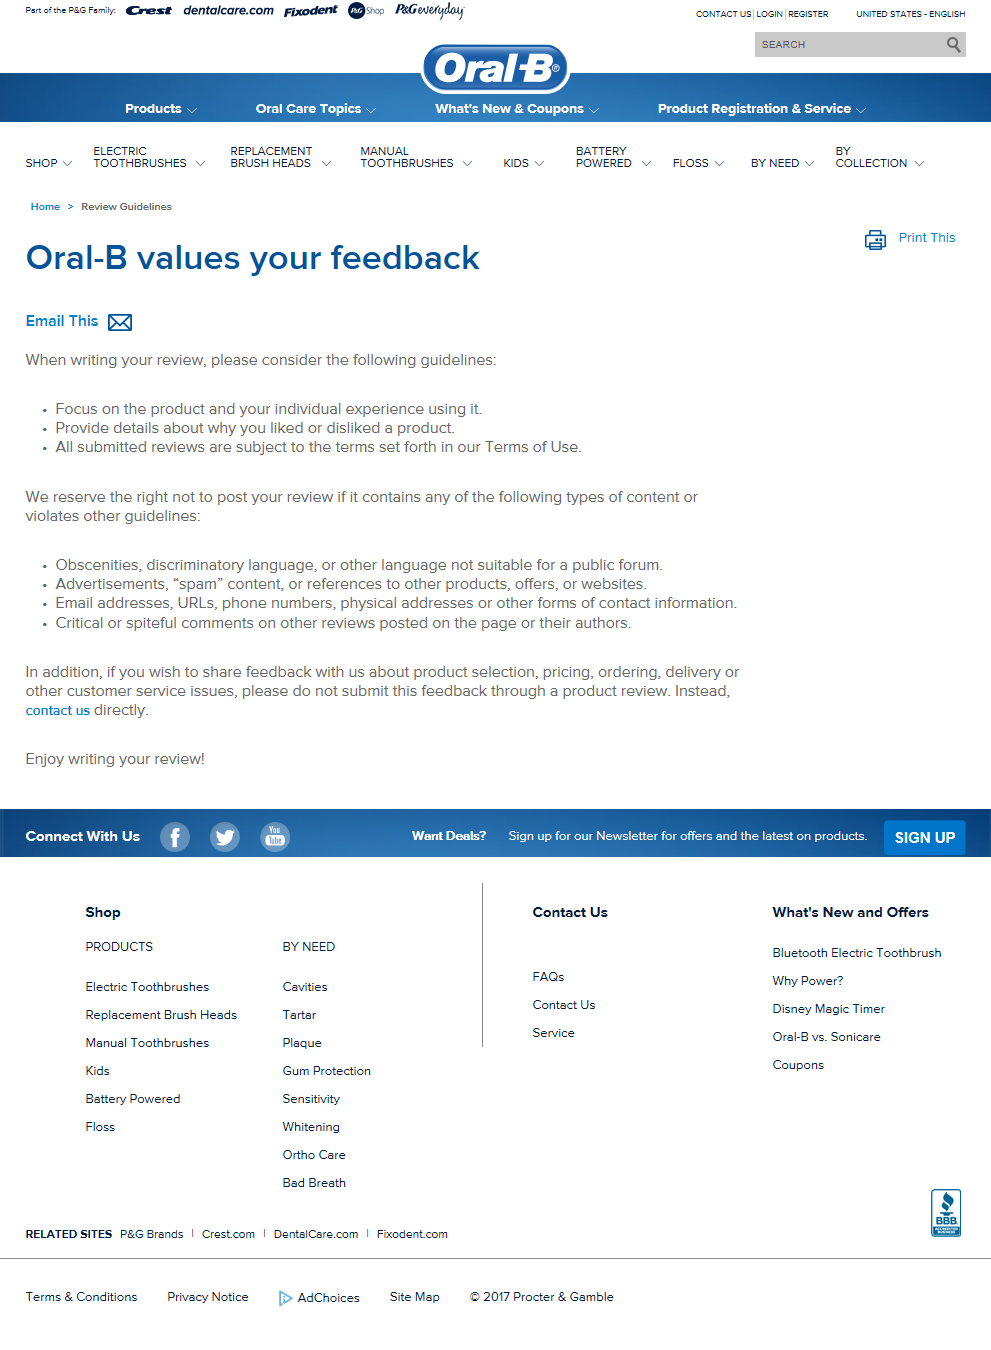 Part of the P&G Family: Crest dentalcare.com Fixodent P&G Shop P&G everyday
CONTACT US | LOGIN | REGISTER UNITED STATES - ENGLISH
SEARCH
Oral-B®
Products Oral Care Topics What's New & Coupons Product Registration & Service
SHOP ELECTRIC TOOTHBRUSHES REPLACEMENT BRUSH HEADS MANUAL TOOTHBRUSHES KIDS BATTERY POWERED FLOSS BY NEED BY COLLECTION
Home > Review Guidelines
Print This
Oral-B values your feedback
Email This
When writing your review, please consider the following guidelines:
• Focus on the product and your individual experience using it.
• Provide details about why you liked or disliked a product.
• All submitted reviews are subject to the terms set forth in our Terms of Use.
We reserve the right not to post your review if it contains any of the following types of content or
violates other guidelines:
• Obscenities, discriminatory language, or other language not suitable for a public forum.
• Advertisements, “spam” content, or references to other products, offers, or websites.
• Email addresses, URLs, phone numbers, physical addresses or other forms of contact information.
• Critical or spiteful comments on other reviews posted on the page or their authors.
In addition, if you wish to share feedback with us about product selection, pricing, ordering, delivery or
other customer service issues, please do not submit this feedback through a product review. Instead,
contact us directly.
Enjoy writing your review!
Connect With Us f You Tube Want Deals? Sign up for our Newsletter for offers and the latest on products. SIGN UP
Shop
PRODUCTS
Electric Toothbrushes
Replacement Brush Heads
Manual Toothbrushes
Kids
Battery Powered
Floss
BY NEED
Cavities
Tartar
Plaque
Gum Protection
Sensitivity
Whitening
Ortho Care
Bad Breath
Contact Us
FAQs
Contact Us
Service
What's New and Offers
Bluetooth Electric Toothbrush
Why Power?
Disney Magic Timer
Oral-B vs. Sonicare
Coupons
BBB
ACCREDITED
BUSINESS
RELATED SITES P&G Brands | Crest.com | DentalCare.com | Fixodent.com
Terms & Conditions Privacy Notice AdChoices Site Map © 2017 Procter & Gamble